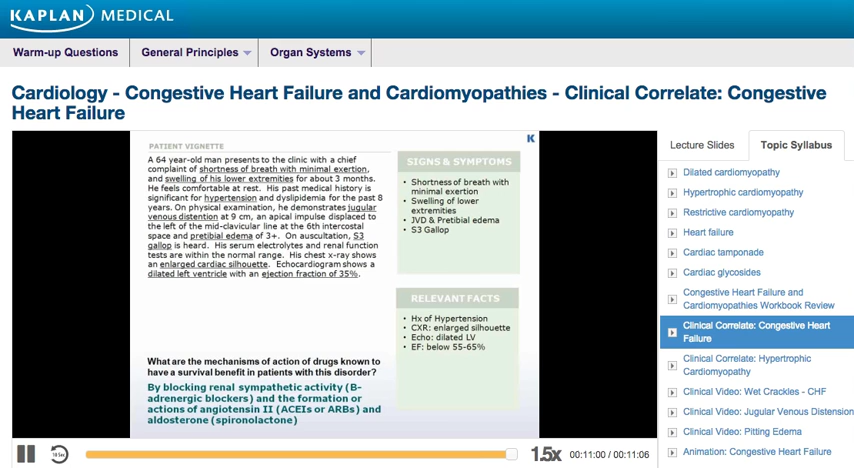 KAPLAN MEDICAL
Warm-up Questions
General Principles
Organ Systems
Cardiology - Congestive Heart Failure and Cardiomyopathies - Clinical Correlate: Congestive
Heart Failure
K
PATIENT VIGNETTE
A 64 year-old man presents to the clinic with a chief
complaint of shortness of breath with minimal exertion,
and swelling of his lower extremities for about 3 months.
He feels comfortable at rest. His past medical history is
significant for hypertension and dyslipidemia for the past 8
years. On physical examination, he demonstrates jugular
venous distention at 9 cm, an apical impulse displaced to
the left of the mid-clavicular line at the 6th intercostal
space and pretibial edema of 3+. On auscultation, S3
gallop is heard. His serum electrolytes and renal function
tests are within the normal range. His chest x-ray shows
an enlarged cardiac silhouette. Echocardiogram shows a
dilated left ventricle with an ejection fraction of 35%.
What are the mechanisms of action of drugs known to
have a survival benefit in patients with this disorder?
By blocking renal sympathetic activity (B-
adrenergic blockers) and the formation or
actions of angiotensin II (ACEIs or ARBs) and
aldosterone (spironolactone)
SIGNS & SYMPTOMS
• Shortness of breath with
minimal exertion
• Swelling of lower
extremities
• JVD & Pretibial edema
• S3 Gallop
RELEVANT FACTS
• Hx of Hypertension
• CXR: enlarged silhouette
• Echo: dilated LV
• EF: below 55-65%
Lecture Slides
Topic Syllabus
Dilated cardiomyopathy
Hypertrophic cardiomyopathy
Restrictive cardiomyopathy
Heart failure
Cardiac tamponade
Cardiac glycosides
Congestive Heart Failure and
Cardiomyopathies Workbook Review
Clinical Correlate: Congestive Heart
Failure
Clinical Correlate: Hypertrophic
Cardiomyopathy
Clinical Video: Wet Crackles - CHF
Clinical Video: Jugular Venous Distension
Clinical Video: Pitting Edema
Animation: Congestive Heart Failure
10 Sec
1.5x
00:11:00 / 00:11:06